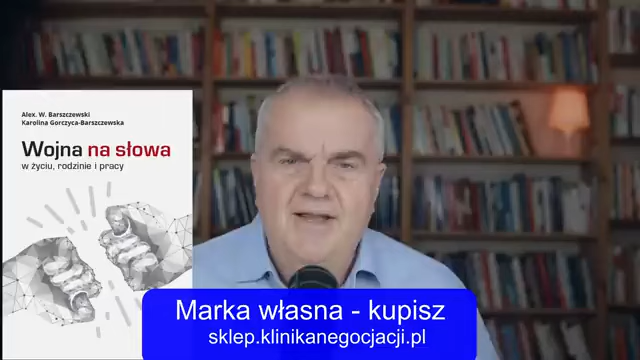 Alex. W. Barszczewski
Karolina Gorczyca-Barszczewska
Wojna na słowa
w życiu, rodzinie i pracy
Marka własna - kupisz
sklep.klinikanegocjacji.pl